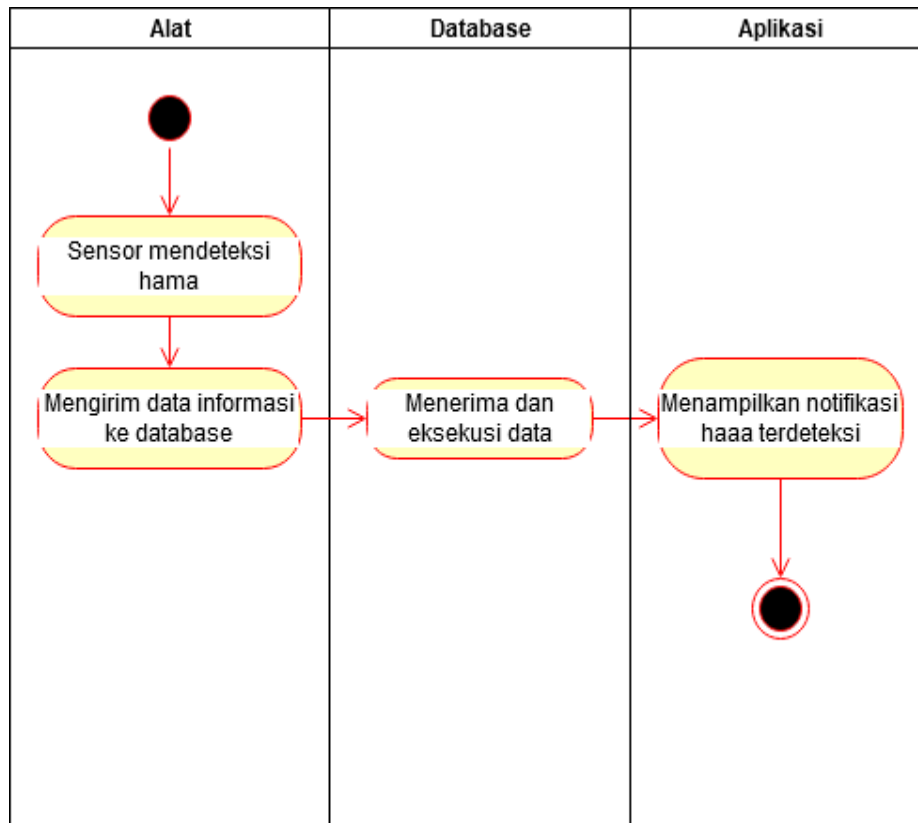 Alat
Database
Aplikasi
Sensor mendeteksi
hama
Mengirim data informasi
ke database
Menerima dan
eksekusi data
Menampilkan notifikasi
haaa terdeteksi